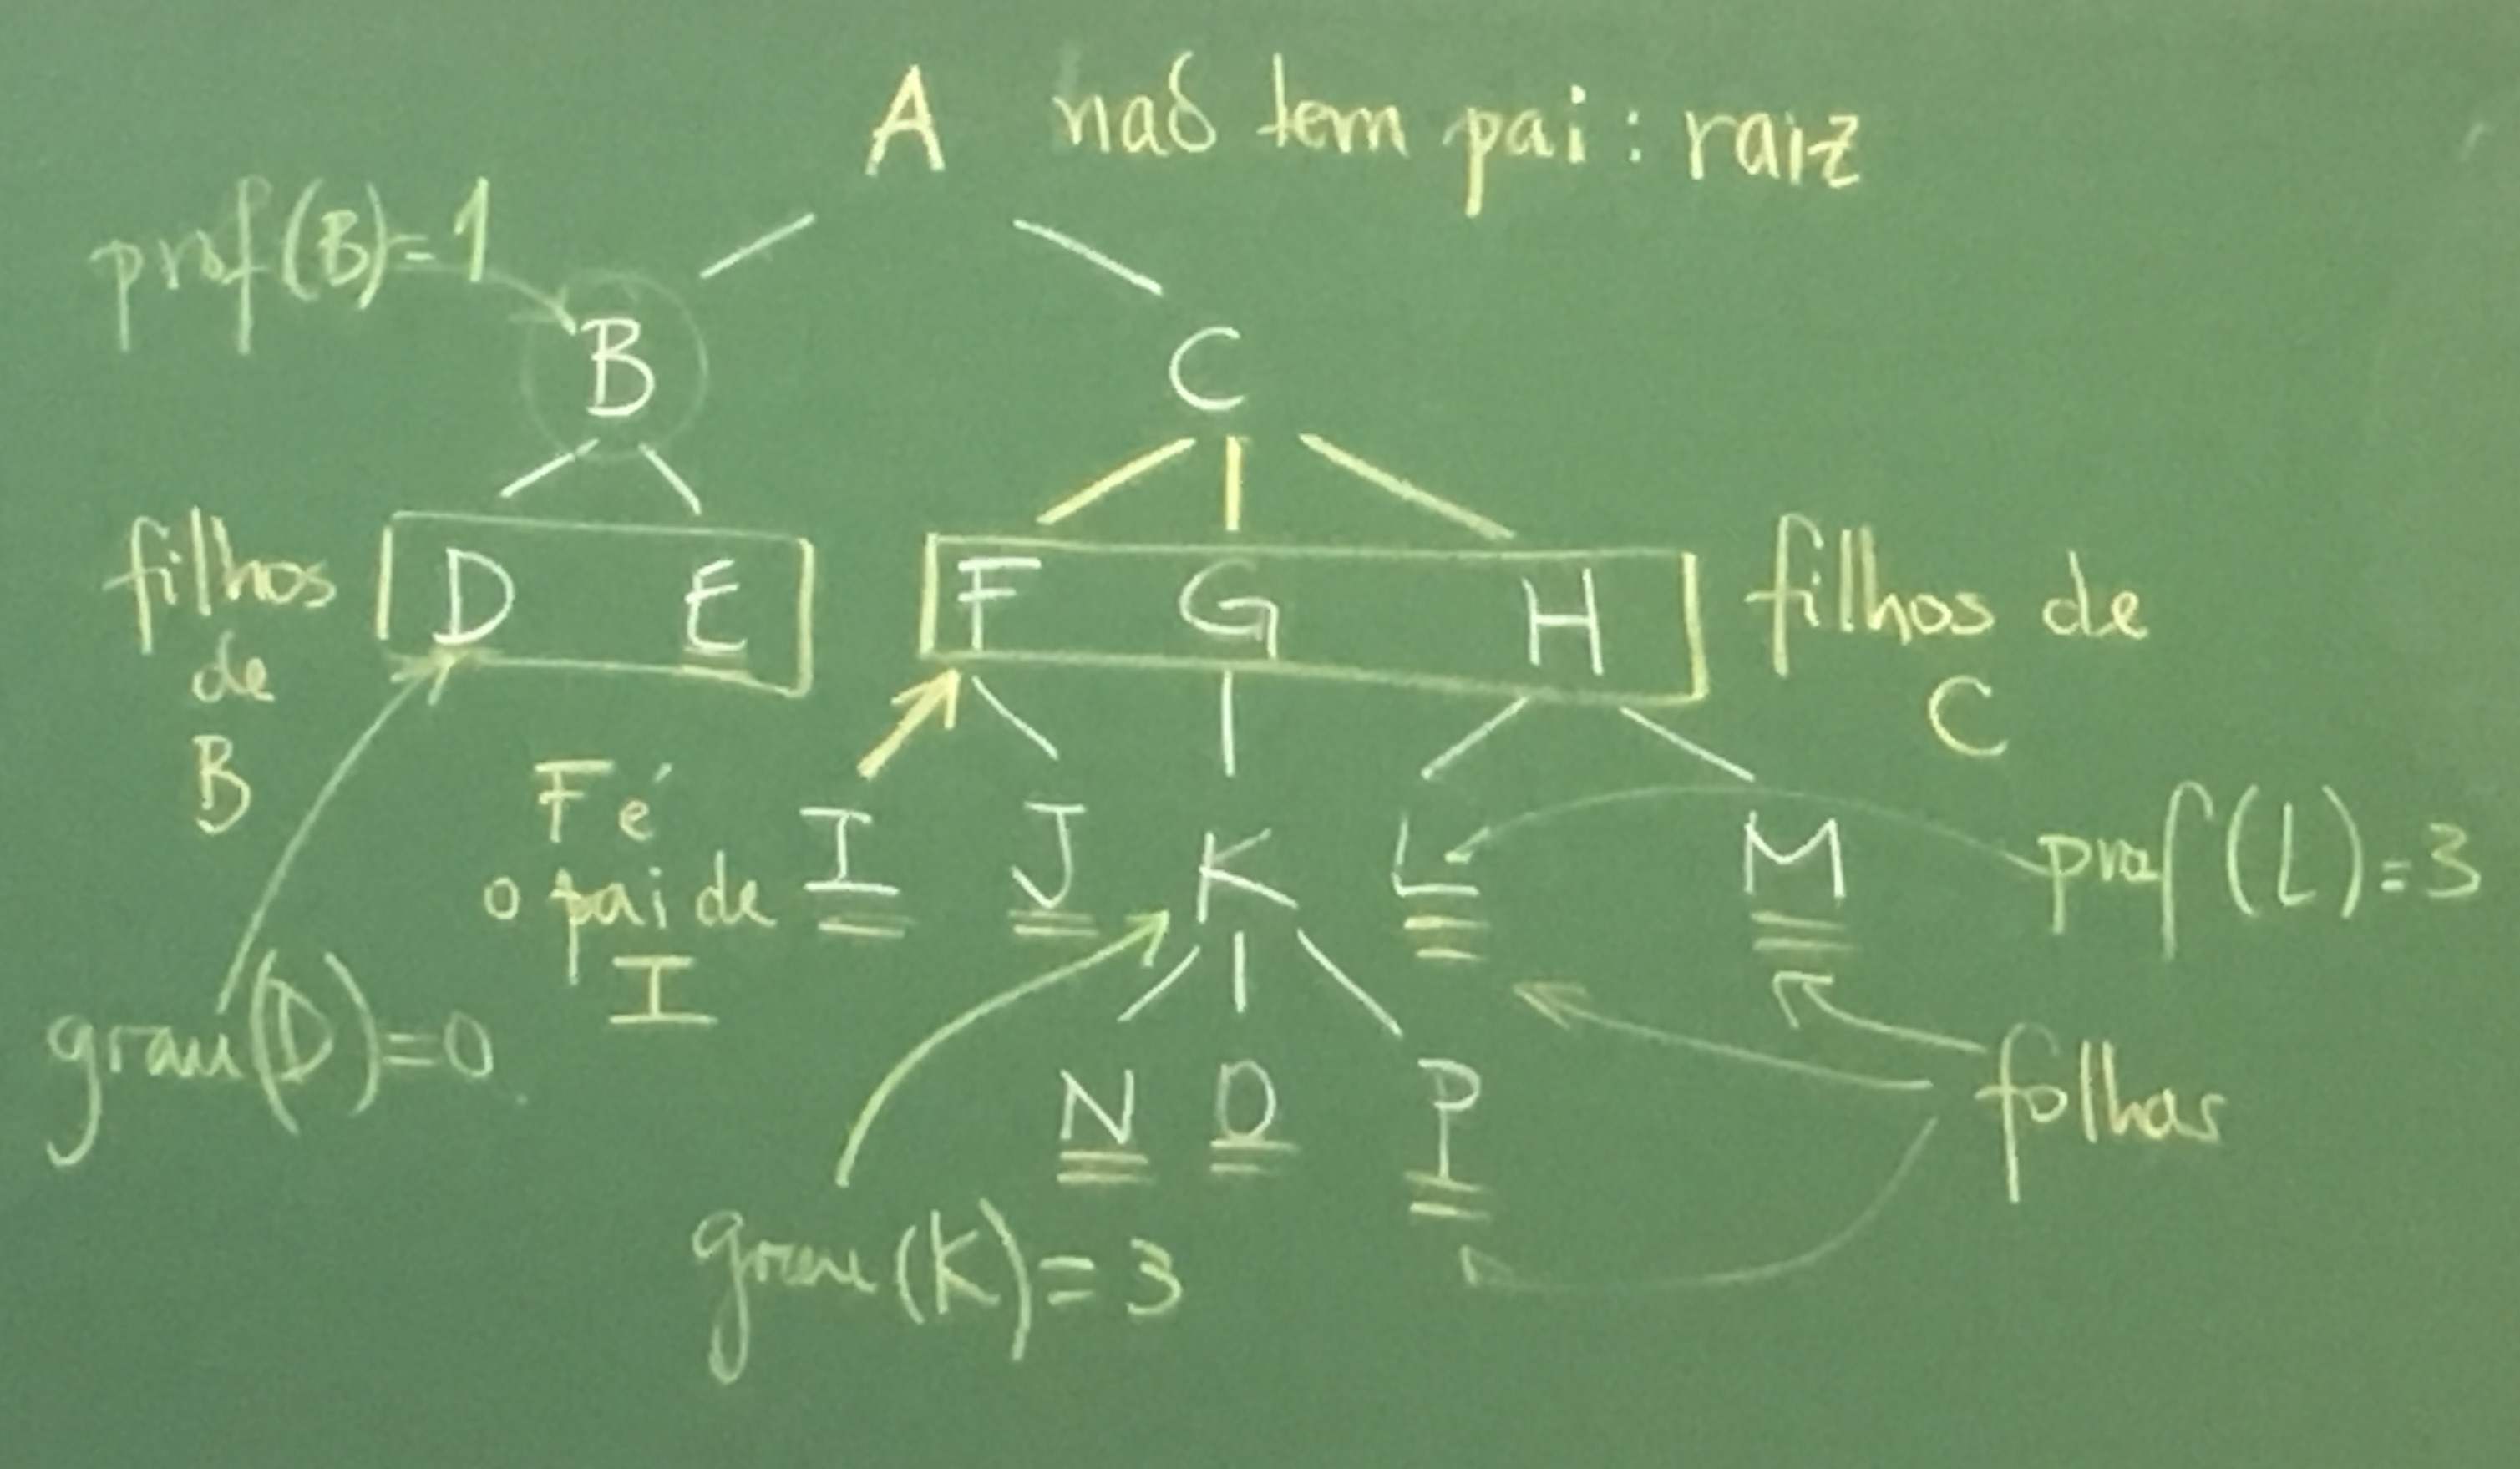 A não tem pai: raiz
prof(B)=1
B
C
filhos
de
B
D E
F G H
filhos de
C
F é
o pai de
I
I J K L M
prof(L)=3
grau(D)=0
N O P
folhas
grau(K)=3